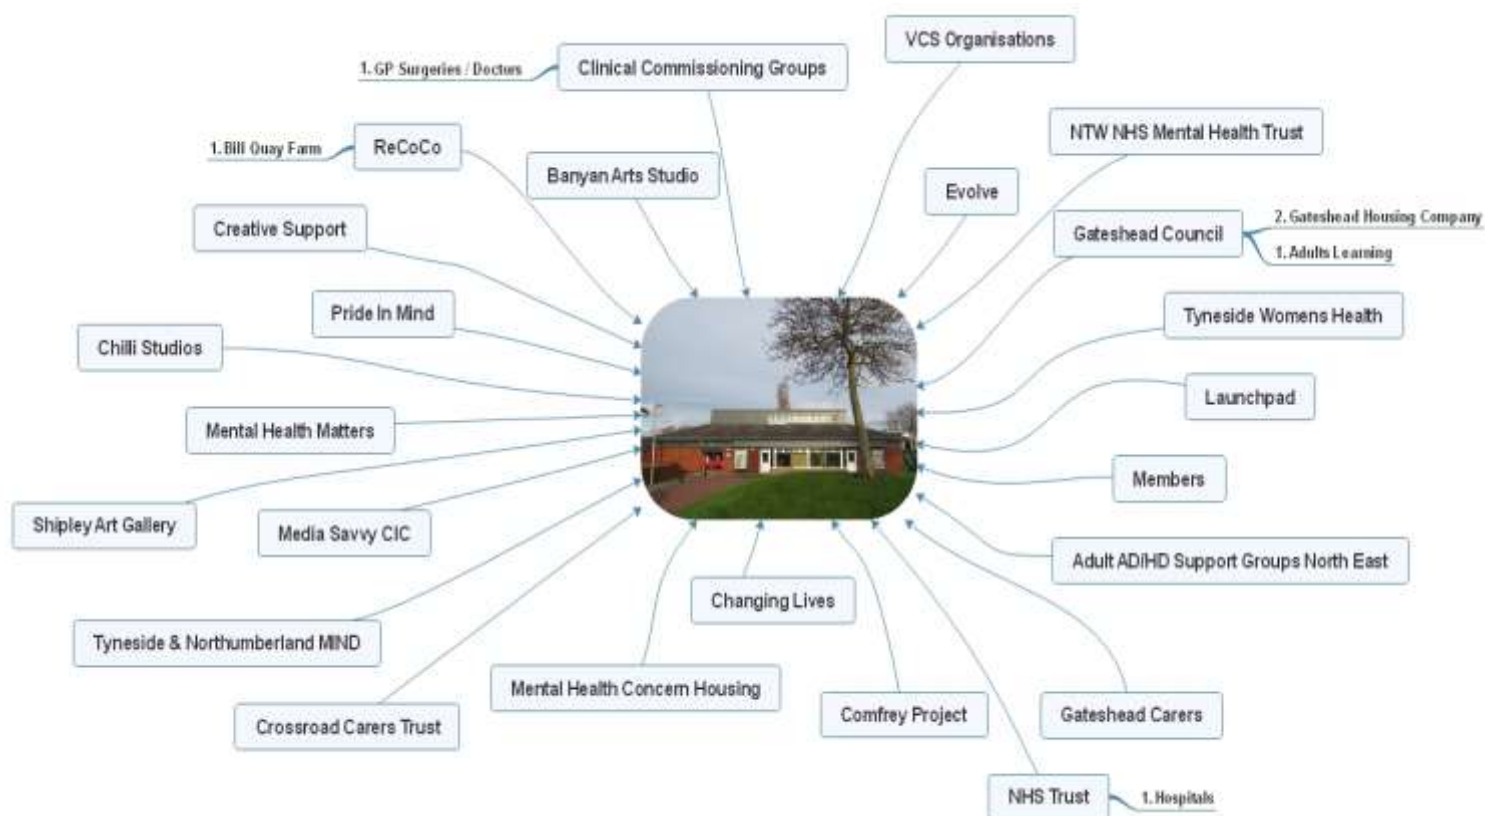 VCS Organisations
1. GP Surgeries / Doctors
Clinical Commissioning Groups
NTW NHS Mental Health Trust
1. Bill Quay Farm
ReCoCo
Banyan Arts Studio
Evolve
Creative Support
Gateshead Council
2. Gateshead Housing Company
1. Adults Learning
Pride In Mind
Tyneside Womens Health
Chilli Studios
Launchpad
Mental Health Matters
Members
Shipley Art Gallery
Media Savvy CIC
Adult AD/HD Support Groups North East
Changing Lives
Tyneside & Northumberland MIND
Mental Health Concern Housing
Crossroad Carers Trust
Comfrey Project
Gateshead Carers
NHS Trust
1. Hospitals